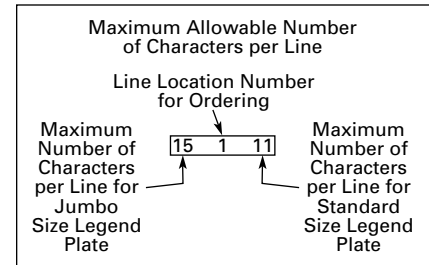 Maximum Allowable Number
of Characters per Line
Line Location Number
for Ordering
Maximum
Number of
Characters
per Line for
Jumbo
Size Legend
Plate
15 1 11
Maximum
Number of
Characters
per Line for
Standard
Size Legend
Plate